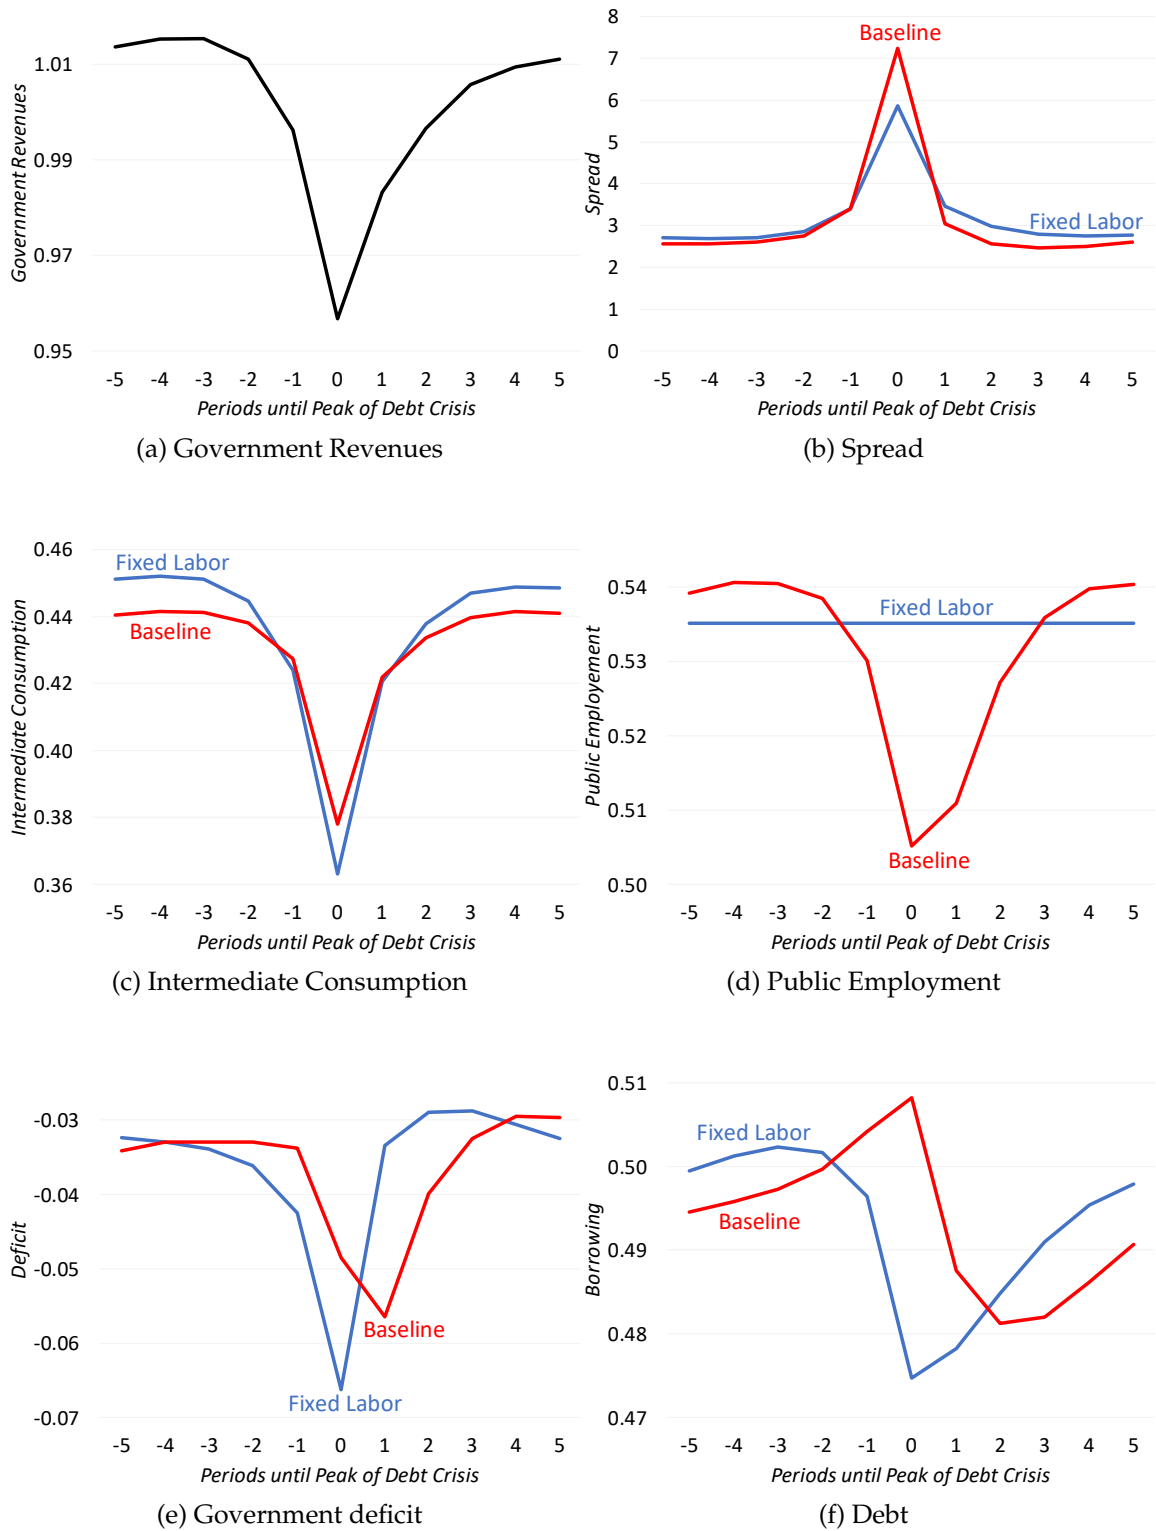 Government Revenues
1.01
0.99
0.97
0.95
-5 -4 -3 -2 -1 0 1 2 3 4 5
Periods until Peak of Debt Crisis
(a) Government Revenues
Spread
8
7
6
5
4
3
2
1
0
Baseline
Fixed Labor
-5 -4 -3 -2 -1 0 1 2 3 4 5
Periods until Peak of Debt Crisis
(b) Spread
Intermediate Consumption
0.46
0.44
0.42
0.40
0.38
0.36
Fixed Labor
Baseline
-5 -4 -3 -2 -1 0 1 2 3 4 5
Periods until Peak of Debt Crisis
(c) Intermediate Consumption
Public Employement
0.54
0.53
0.52
0.51
0.50
Fixed Labor
Baseline
-5 -4 -3 -2 -1 0 1 2 3 4 5
Periods until Peak of Debt Crisis
(d) Public Employment
Deficit
-0.03
-0.04
-0.05
-0.06
-0.07
Baseline
Fixed Labor
-5 -4 -3 -2 -1 0 1 2 3 4 5
Periods until Peak of Debt Crisis
(e) Government deficit
Borrowing
0.51
0.50
0.49
0.48
0.47
Fixed Labor
Baseline
-5 -4 -3 -2 -1 0 1 2 3 4 5
Periods until Peak of Debt Crisis
(f) Debt